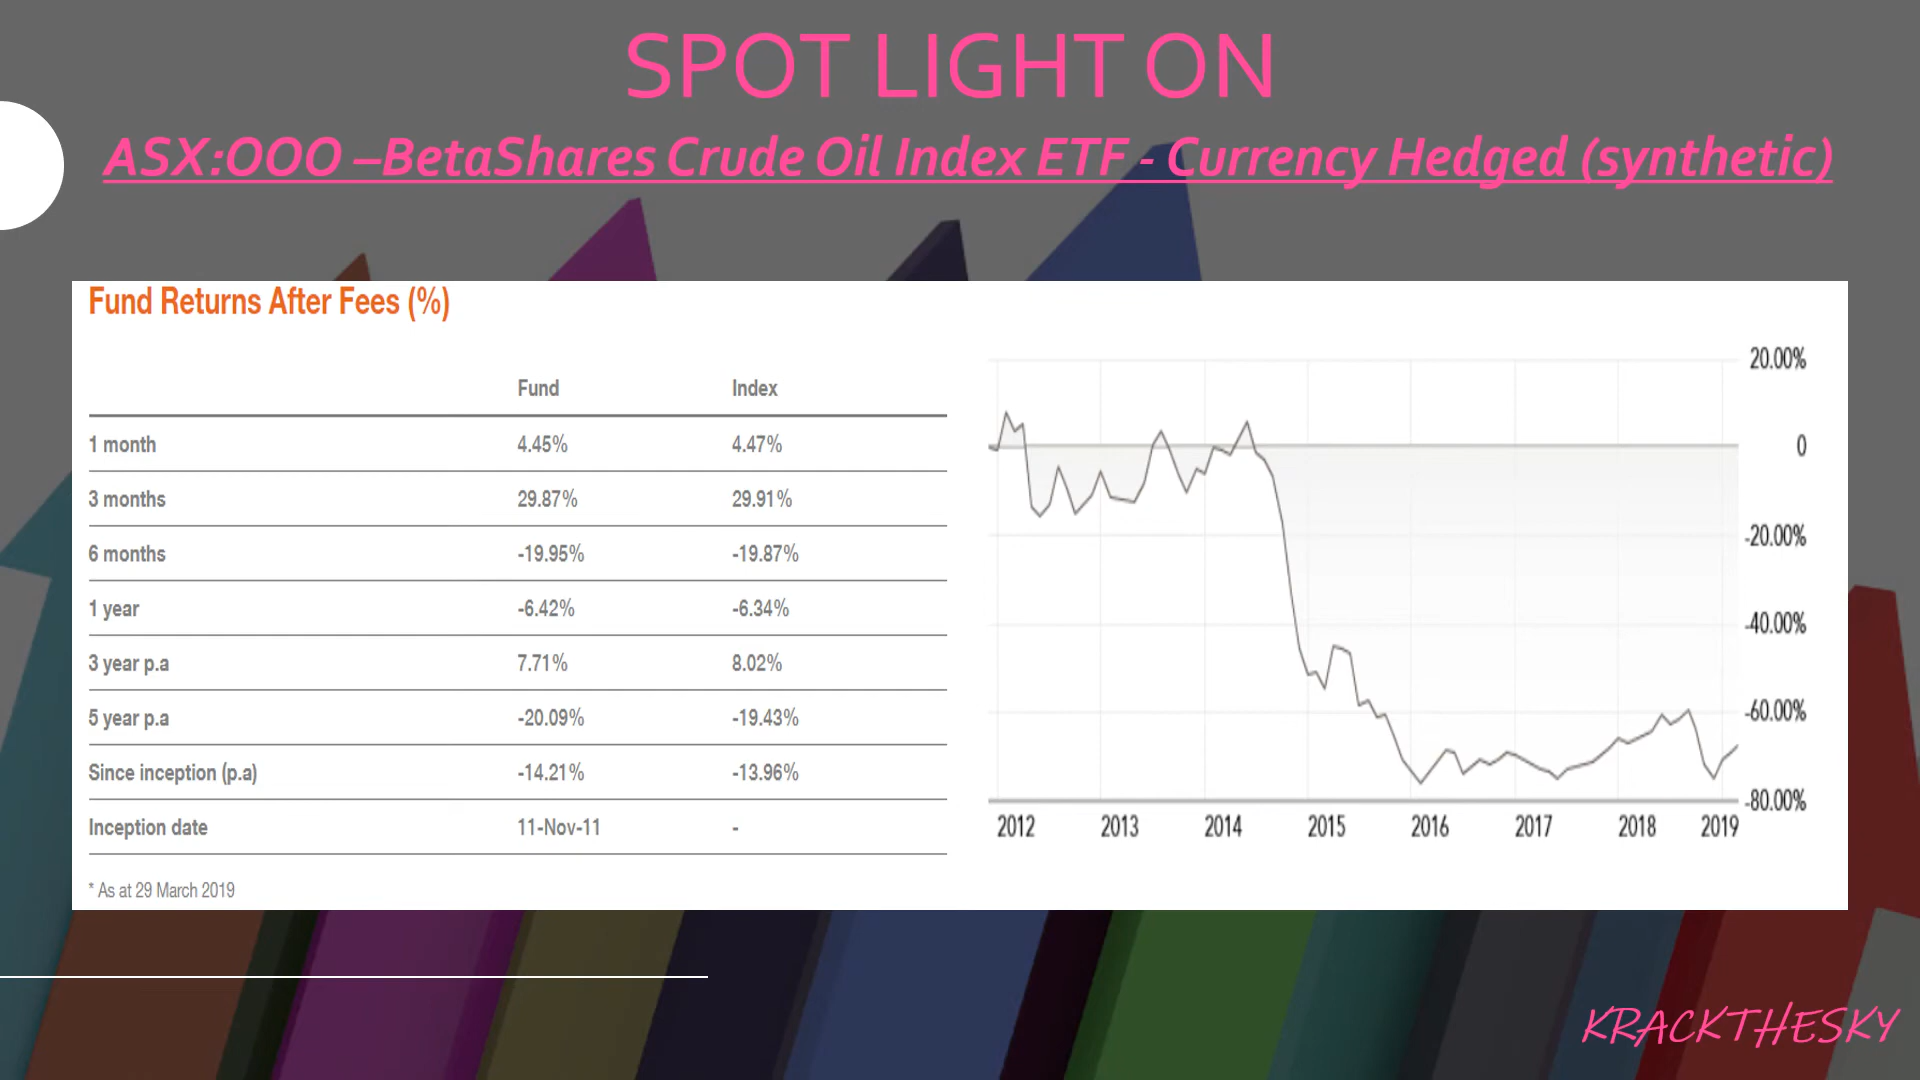 SPOT LIGHT ON
ASX:OOO –BetaShares Crude Oil Index ETF - Currency Hedged (synthetic)
Fund Returns After Fees (%)
Fund Index
1 month 4.45% 4.47%
3 months 29.87% 29.91%
6 months -19.95% -19.87%
1 year -6.42% -6.34%
3 year p.a 7.71% 8.02%
5 year p.a -20.09% -19.43%
Since inception (p.a) -14.21% -13.96%
Inception date 11-Nov-11 -
* As at 29 March 2019
20.00%
0
-20.00%
-40.00%
-60.00%
-80.00%
2012 2013 2014 2015 2016 2017 2018 2019
KRACKTHESKY